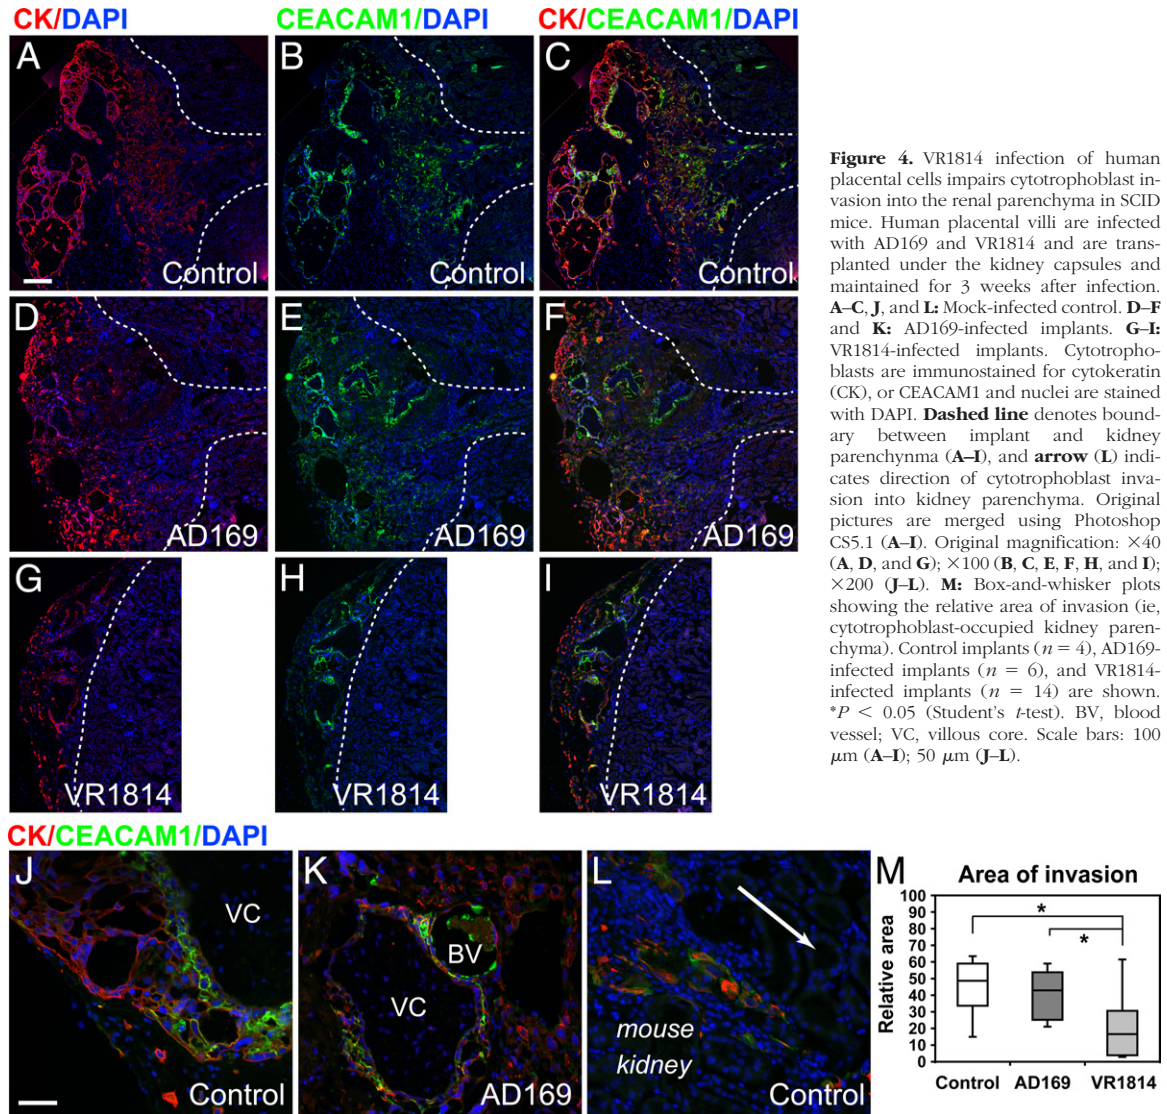 CK/DAPI
CEACAM1/DAPI
CK/CEACAM1/DAPI
A
Control
B
Control
C
Control
D
AD169
E
AD169
F
AD169
G
VR1814
H
VR1814
I
VR1814
Figure 4. VR1814 infection of human
placental cells impairs cytotrophoblast in-
vasion into the renal parenchyma in SCID
mice. Human placental villi are infected
with AD169 and VR1814 and are trans-
planted under the kidney capsules and
maintained for 3 weeks after infection.
A–C, J, and L: Mock-infected control. D–F
and K: AD169-infected implants. G–I:
VR1814-infected implants. Cytotropho-
blasts are immunostained for cytokeratin
(CK), or CEACAM1 and nuclei are stained
with DAPI. Dashed line denotes bound-
ary between implant and kidney
parenchynma (A–I), and arrow (L) indi-
cates direction of cytotrophoblast inva-
sion into kidney parenchyma. Original
pictures are merged using Photoshop
CS5.1 (A–I). Original magnification: ×40
(A, D, and G); ×100 (B, C, E, F, H, and I);
×200 (J–L). M: Box-and-whisker plots
showing the relative area of invasion (ie,
cytotrophoblast-occupied kidney paren-
chyma). Control implants (n = 4), AD169-
infected implants (n = 6), and VR1814-
infected implants (n = 14) are shown.
*P < 0.05 (Student's t-test). BV, blood
vessel; VC, villous core. Scale bars: 100
μm (A–I); 50 μm (J–L).
CK/CEACAM1/DAPI
J
VC
Control
K
BV
VC
AD169
L
mouse
kidney
Control
M
Area of invasion
Relative area
100
90
80
70
60
50
40
30
20
10
0
*
*
Control
AD169
VR1814